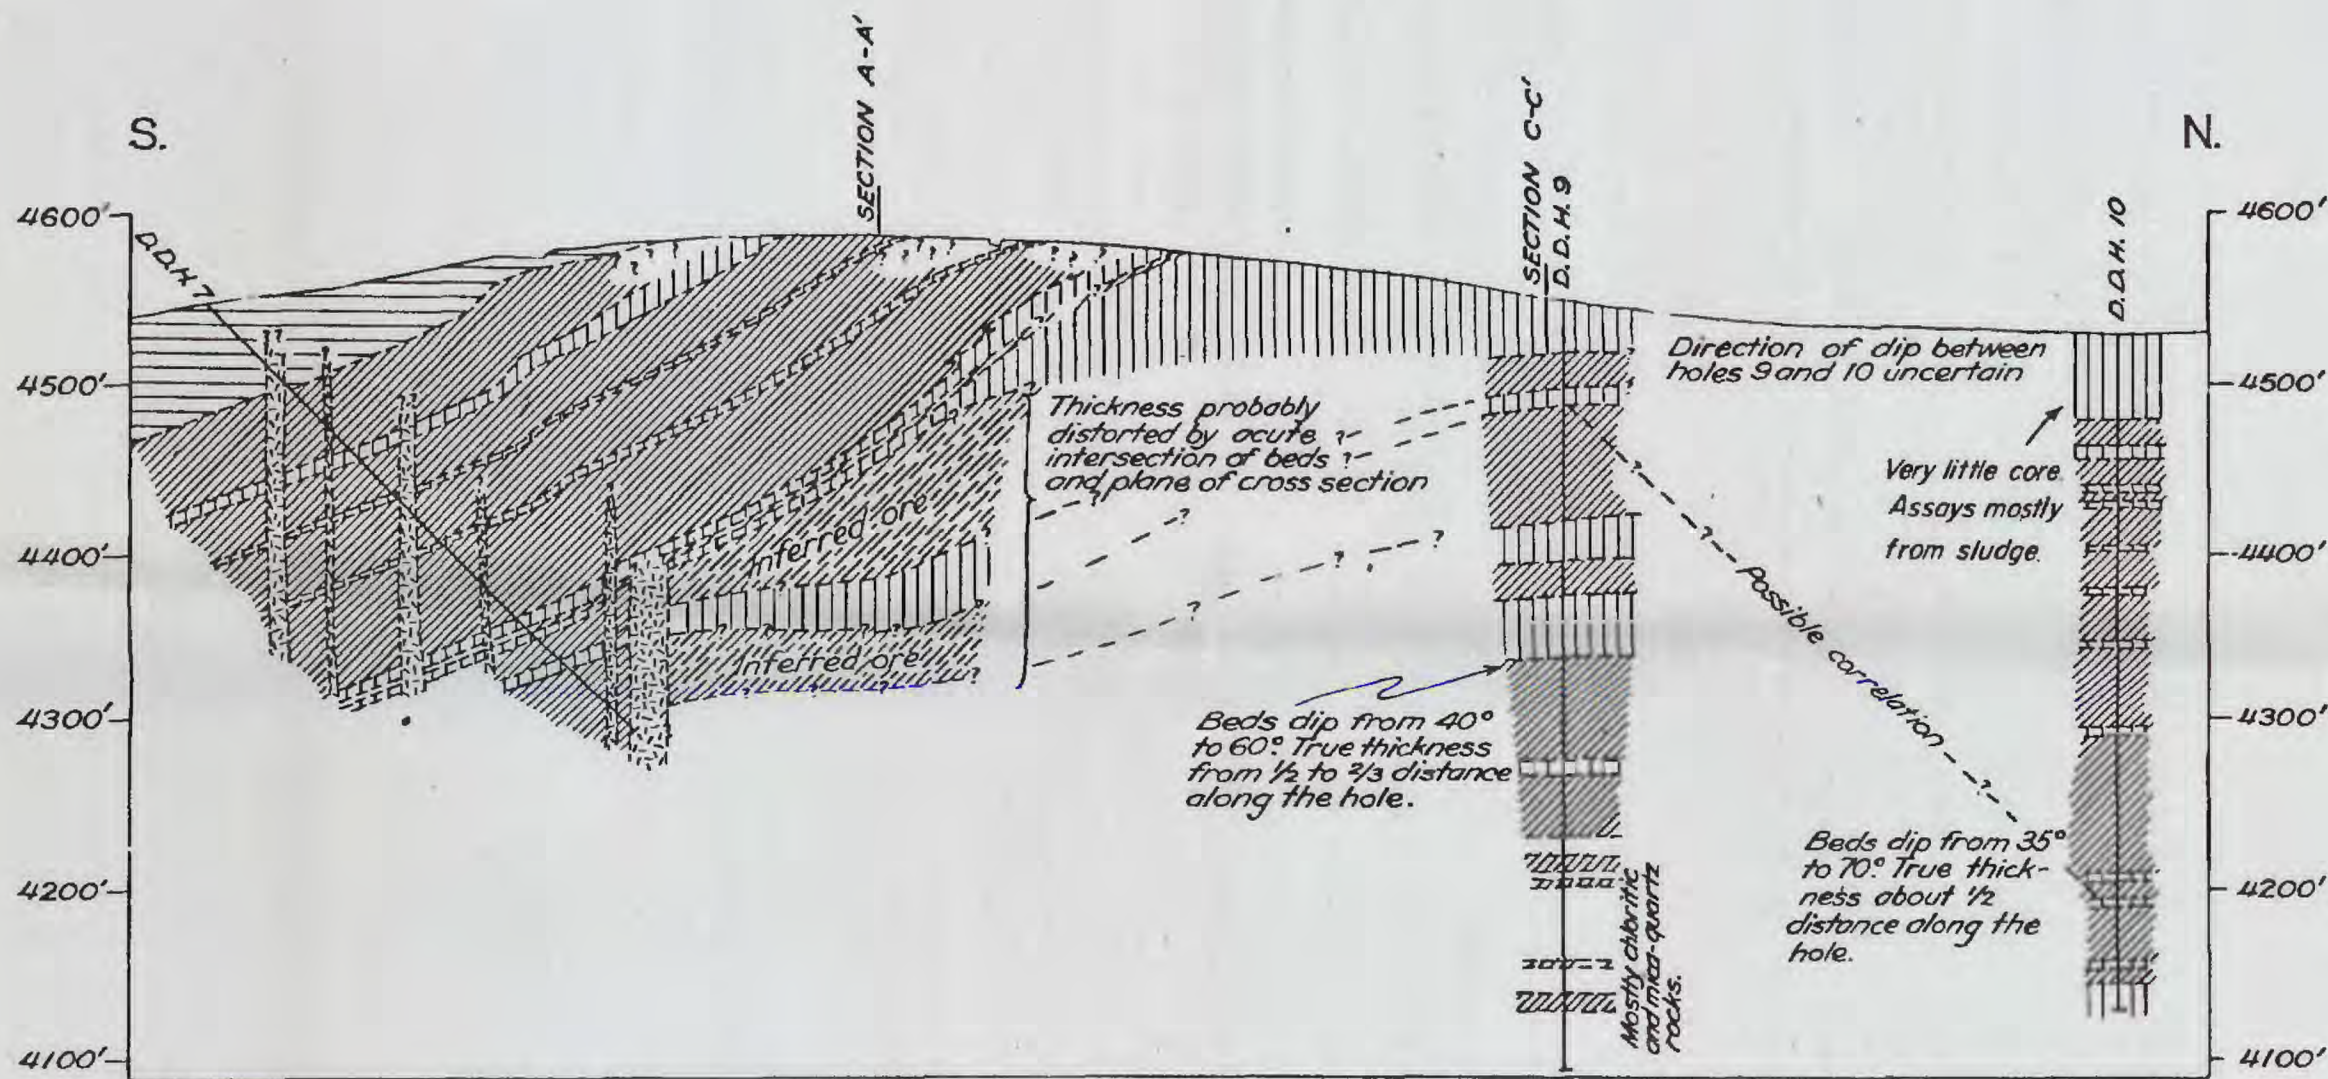 S.
N.
SECTION A-A'
SECTION C-C'
D.D.H. 9
D.D.H. 10
D.D.H. 7
4600'
4500'
4400'
4300'
4200'
4100'
4600'
4500'
4400'
4300'
4200'
4100'
Direction of dip between
holes 9 and 10 uncertain
Thickness probably
distorted by acute ?
intersection of beds ?
and plane of cross section
Very little core.
Assays mostly
from sludge.
Inferred ore
Inferred ore
Possible correlation
Beds dip from 40°
to 60°. True thickness
from 1/2 to 2/3 distance
along the hole.
Beds dip from 35°
to 70°. True thick-
ness about 1/2
distance along the
hole.
Mostly chloritic
and mica-quartz
rocks.